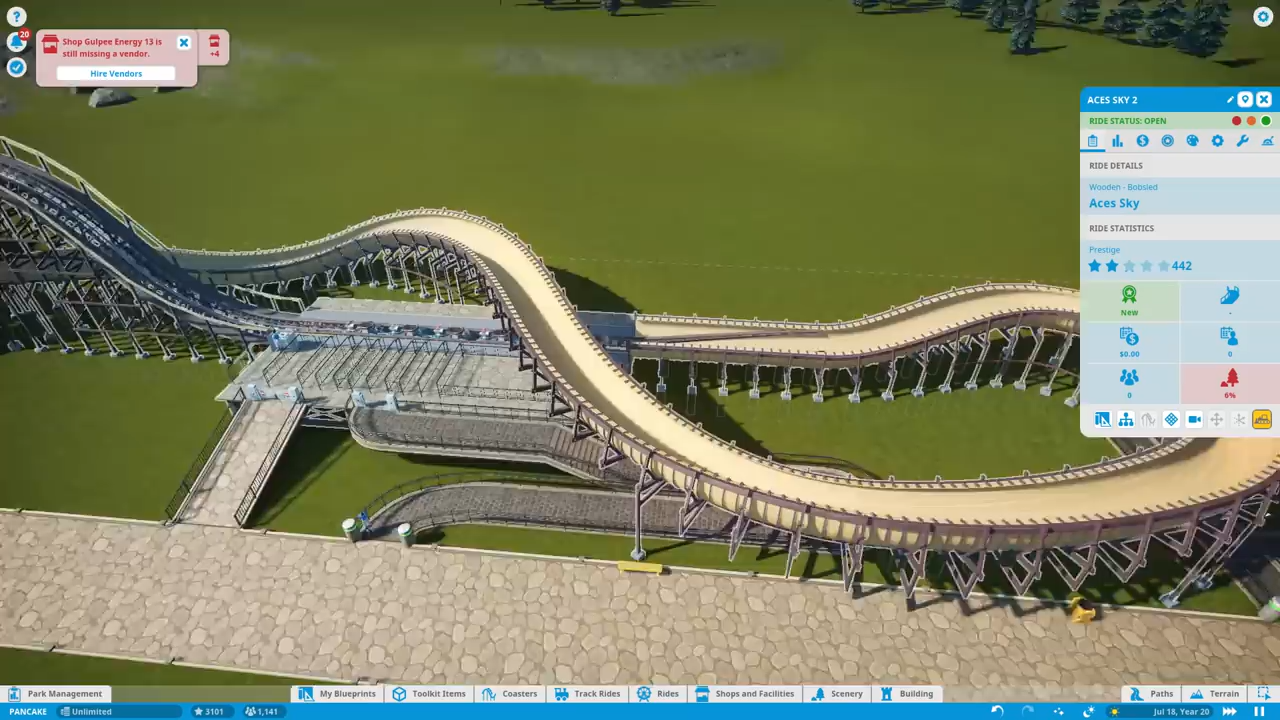 ?
20
Shop Gulpee Energy 13 is
still missing a vendor.
+4
Hire Vendors
ACES SKY 2
RIDE STATUS: OPEN
RIDE DETAILS
Wooden - Bobsled
Aces Sky
RIDE STATISTICS
Prestige
442
New
-
$0.00
0
0
6%
Park Management
My Blueprints
Toolkit Items
Coasters
Track Rides
Rides
Shops and Facilities
Scenery
Building
Paths
Terrain
PANCAKE
Unlimited
3101
1,141
Jul 18, Year 20